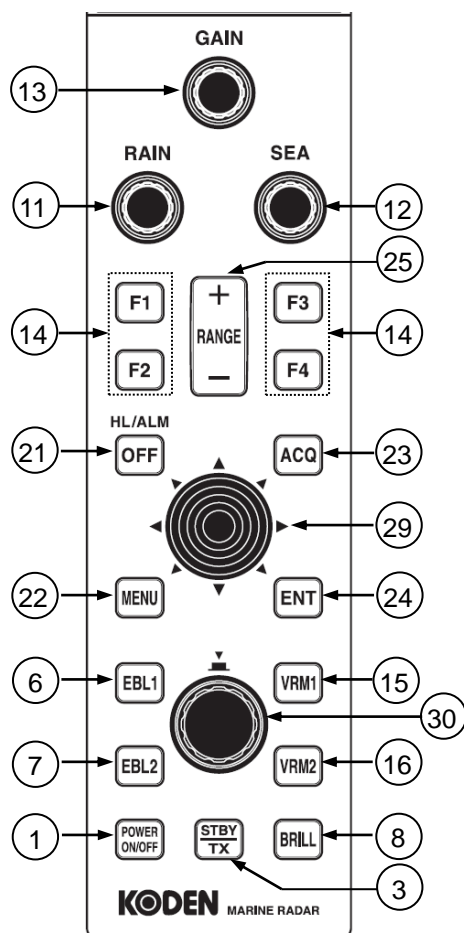 GAIN
13
RAIN
SEA
11
12
25
F1
+
F3
14
RANGE
14
F2
−
F4
HL/ALM
21
OFF
ACQ
23
29
22
MENU
ENT
24
6
EBL1
VRM1
15
30
7
EBL2
VRM2
16
1
POWER
ON/OFF
STBY
TX
BRILL
8
3
KODEN MARINE RADAR